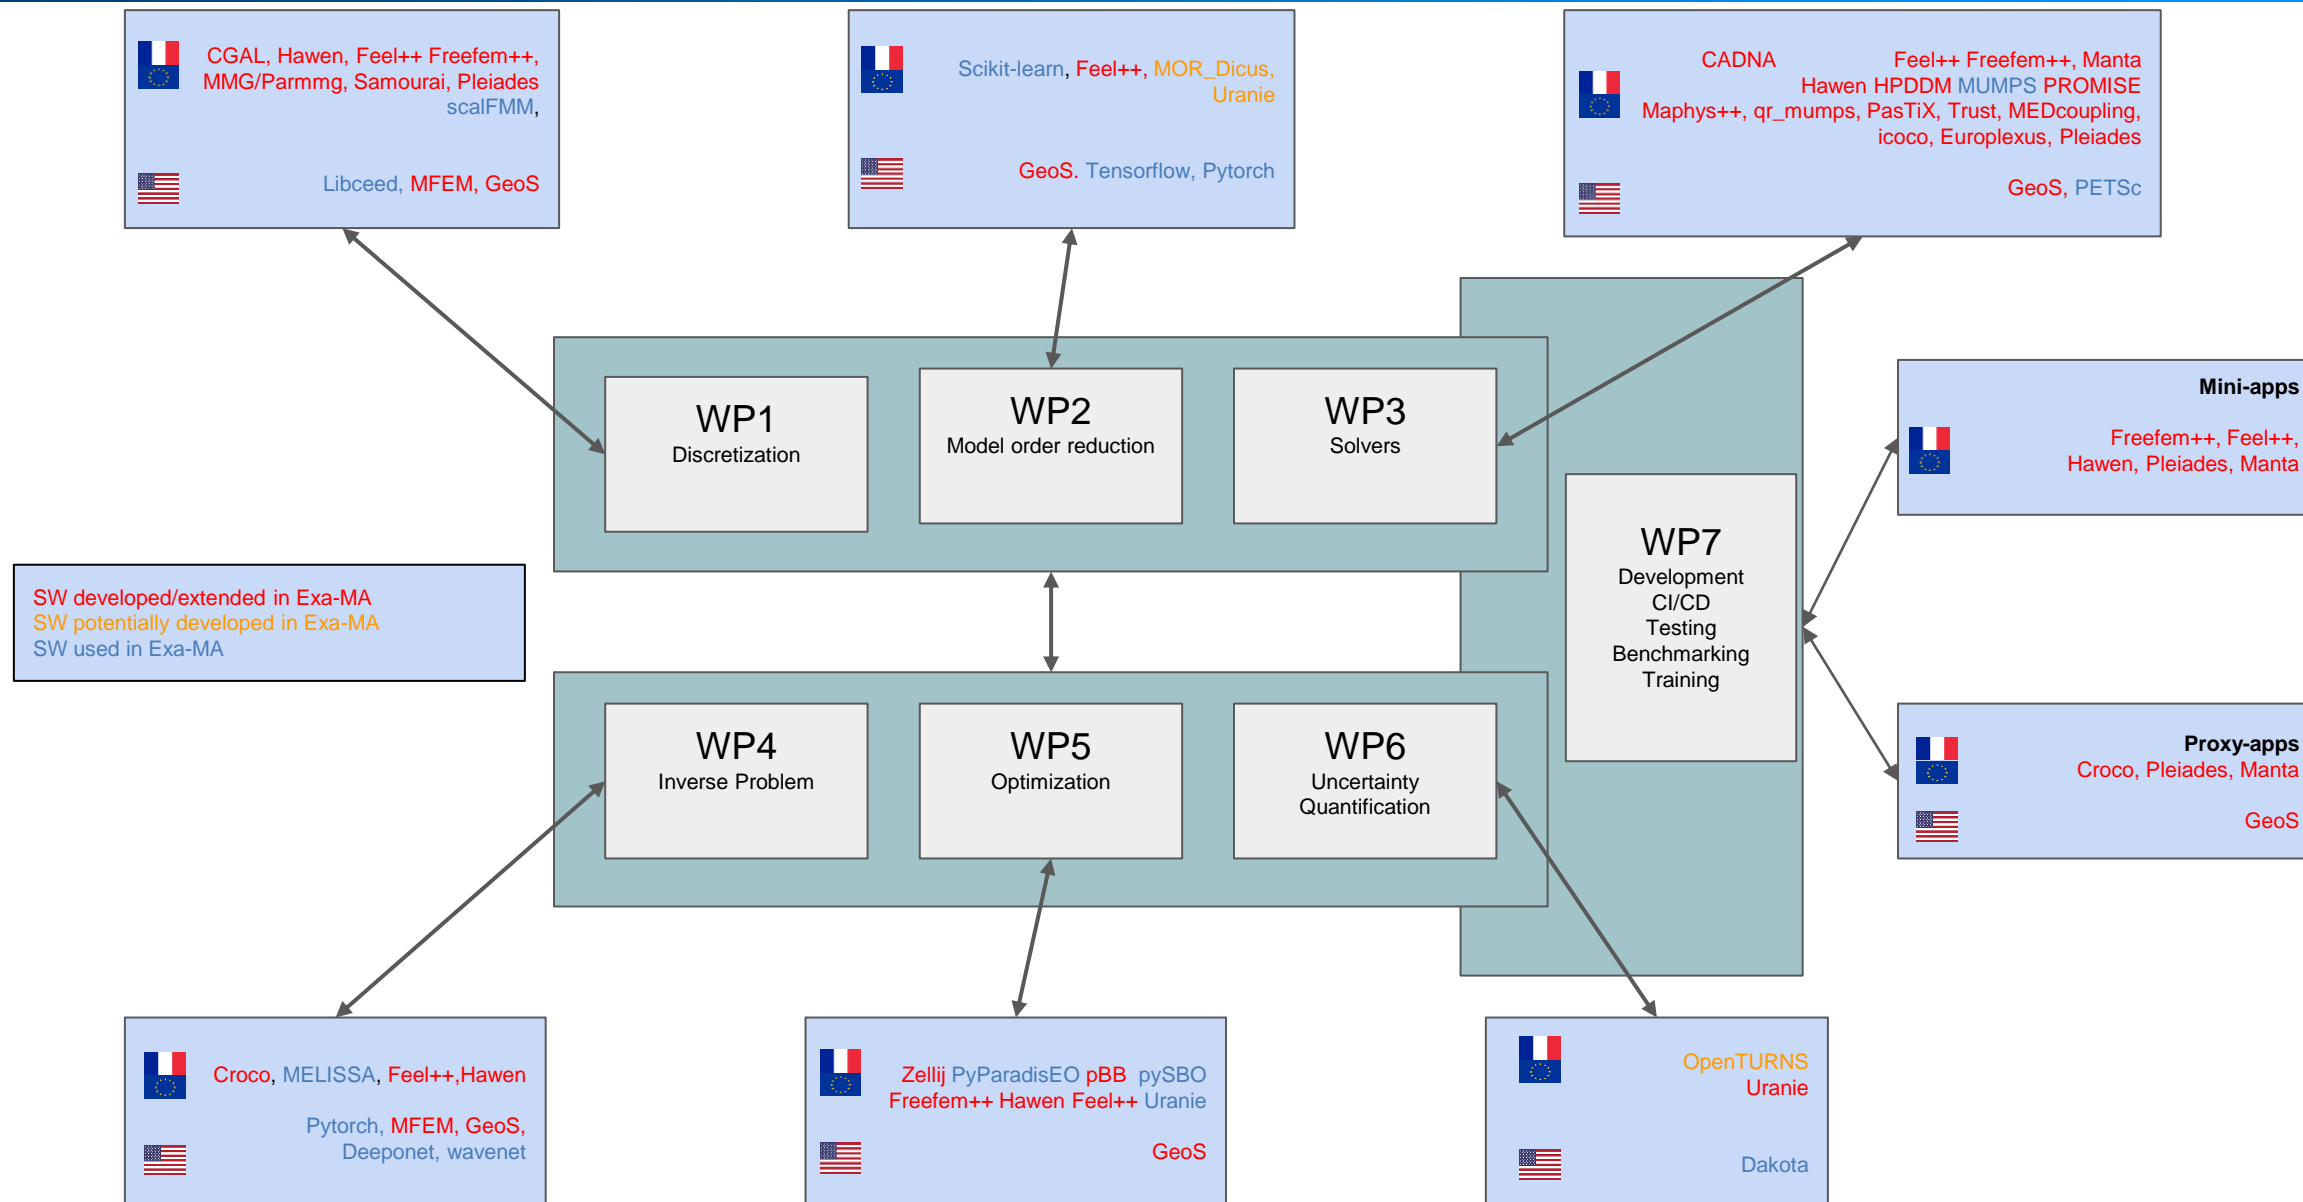 CGAL, Hawen, Feel++ Freefem++,
MMG/Parmmg, Samourai, Pleiades
scalFMM,
Libceed, MFEM, GeoS
Scikit-learn, Feel++, MOR_Dicus,
Uranie
GeoS. Tensorflow, Pytorch
CADNA Feel++ Freefem++, Manta
Hawen HPDDM MUMPS PROMISE
Maphys++, qr_mumps, PasTiX, Trust, MEDcoupling,
icoco, Europlexus, Pleiades
GeoS, PETSc
WP1
Discretization
WP2
Model order reduction
WP3
Solvers
Mini-apps
Freefem++, Feel++,
Hawen, Pleiades, Manta
WP7
Development
CI/CD
Testing
Benchmarking
Training
SW developed/extended in Exa-MA
SW potentially developed in Exa-MA
SW used in Exa-MA
WP4
Inverse Problem
WP5
Optimization
WP6
Uncertainty
Quantification
Proxy-apps
Croco, Pleiades, Manta
GeoS
Croco, MELISSA, Feel++,Hawen
Pytorch, MFEM, GeoS,
Deeponet, wavenet
Zellij PyParadisEO pBB pySBO
Freefem++ Hawen Feel++ Uranie
GeoS
OpenTURNS
Uranie
Dakota